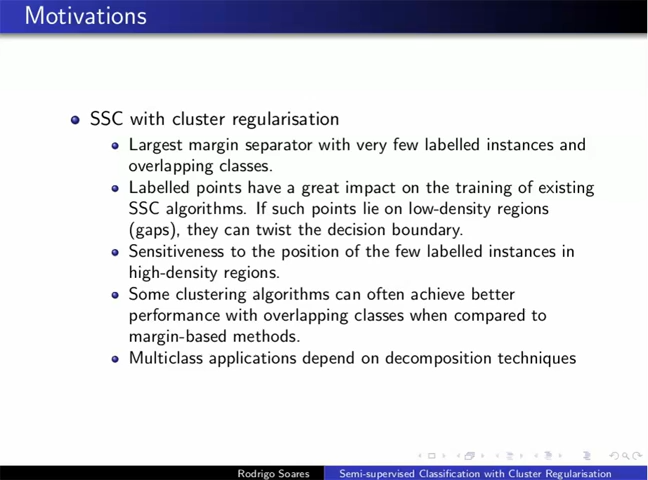 Motivations
SSC with cluster regularisation
Largest margin separator with very few labelled instances and
overlapping classes.
Labelled points have a great impact on the training of existing
SSC algorithms. If such points lie on low-density regions
(gaps), they can twist the decision boundary.
Sensitiveness to the position of the few labelled instances in
high-density regions.
Some clustering algorithms can often achieve better
performance with overlapping classes when compared to
margin-based methods.
Multiclass applications depend on decomposition techniques
Rodrigo Soares
Semi-supervised Classification with Cluster Regularisation